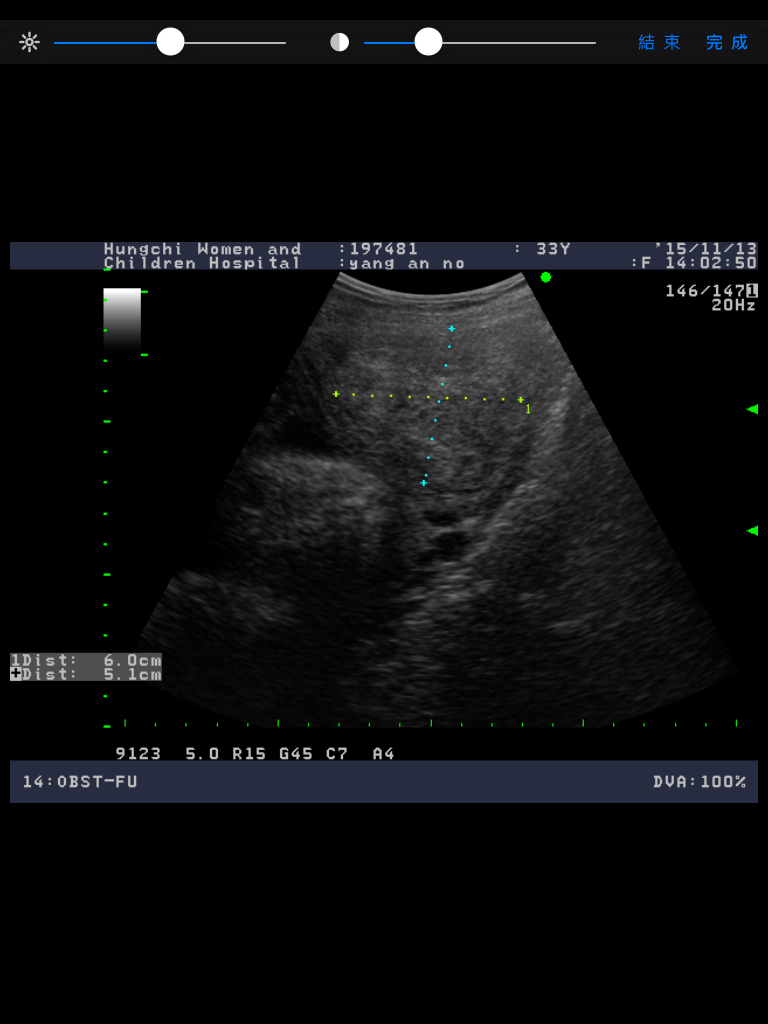 結束 完成
Hungchi Women and :197481 : 33Y '15/11/13
Children Hospital :yang an no :F 14:02:50
146/147 1
20Hz
1
1Dist: 6.0cm
+Dist: 5.1cm
9123 5.0 R15 G45 C7 A4
14:OBST-FU DVA:100%